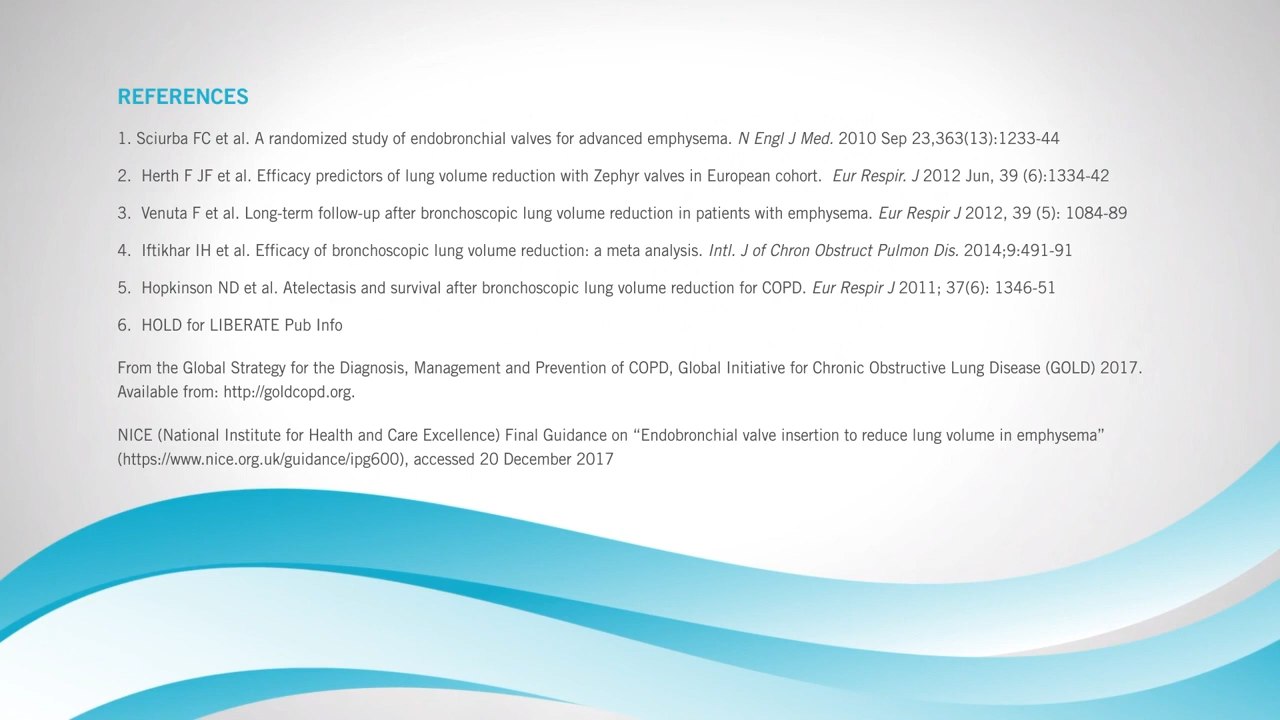 REFERENCES
1. Sciurba FC et al. A randomized study of endobronchial valves for advanced emphysema. N Engl J Med. 2010 Sep 23,363(13):1233-44
2. Herth F JF et al. Efficacy predictors of lung volume reduction with Zephyr valves in European cohort. Eur Respir. J 2012 Jun, 39 (6):1334-42
3. Venuta F et al. Long-term follow-up after bronchoscopic lung volume reduction in patients with emphysema. Eur Respir J 2012, 39 (5): 1084-89
4. Iftikhar IH et al. Efficacy of bronchoscopic lung volume reduction: a meta analysis. Intl. J of Chron Obstruct Pulmon Dis. 2014;9:491-91
5. Hopkinson ND et al. Atelectasis and survival after bronchoscopic lung volume reduction for COPD. Eur Respir J 2011; 37(6): 1346-51
6. HOLD for LIBERATE Pub Info
From the Global Strategy for the Diagnosis, Management and Prevention of COPD, Global Initiative for Chronic Obstructive Lung Disease (GOLD) 2017.
Available from: http://goldcopd.org.
NICE (National Institute for Health and Care Excellence) Final Guidance on “Endobronchial valve insertion to reduce lung volume in emphysema”
(https://www.nice.org.uk/guidance/ipg600), accessed 20 December 2017